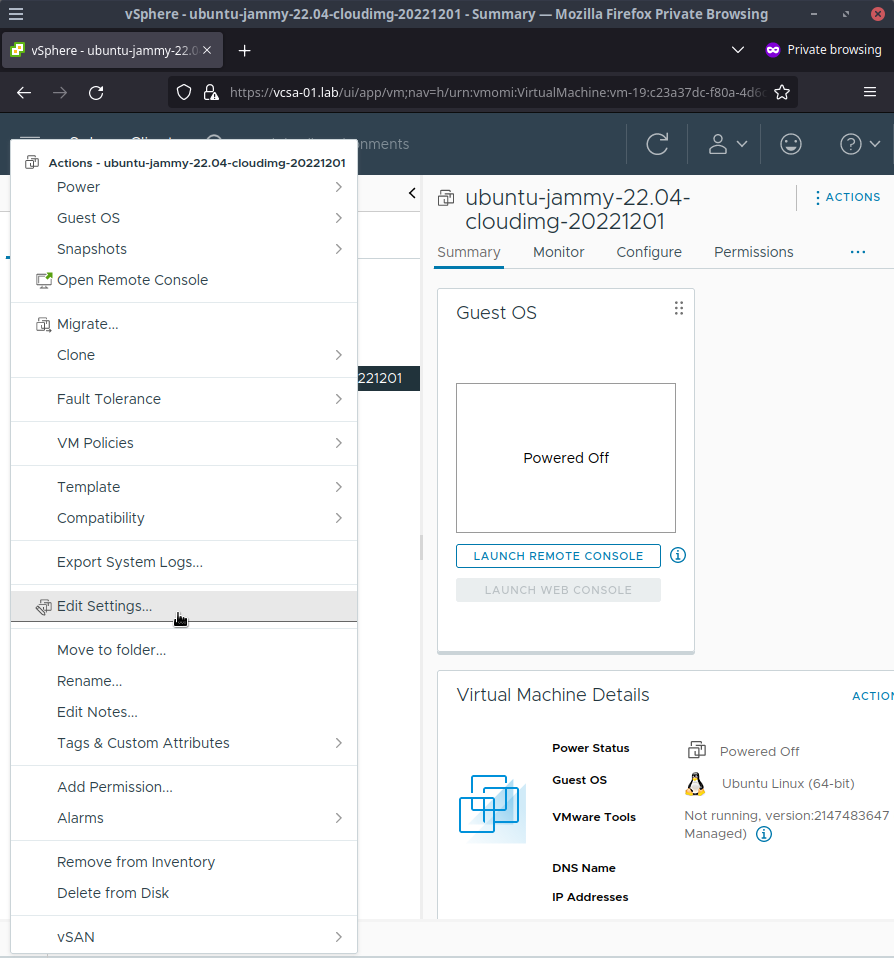 vSphere - ubuntu-jammy-22.04-cloudimg-20221201 - Summary — Mozilla Firefox Private Browsing
vSphere - ubuntu-jammy-22.0
Private browsing
https://vcsa-01.lab/ui/app/vm;nav=h/urn:vmomi:VirtualMachine:vm-19:c23a37dc-f80a-4d6c
Actions - ubuntu-jammy-22.04-cloudimg-20221201
Power
Guest OS
Snapshots
Open Remote Console
Migrate...
Clone
Fault Tolerance
VM Policies
Template
Compatibility
Export System Logs...
Edit Settings...
Move to folder...
Rename...
Edit Notes...
Tags & Custom Attributes
Add Permission...
Alarms
Remove from Inventory
Delete from Disk
vSAN
221201
ubuntu-jammy-22.04-
cloudimg-20221201
ACTIONS
Summary
Monitor
Configure
Permissions
Guest OS
Powered Off
LAUNCH REMOTE CONSOLE
LAUNCH WEB CONSOLE
Virtual Machine Details
ACTION
Power Status
Powered Off
Guest OS
Ubuntu Linux (64-bit)
VMware Tools
Not running, version:2147483647
Managed)
DNS Name
IP Addresses